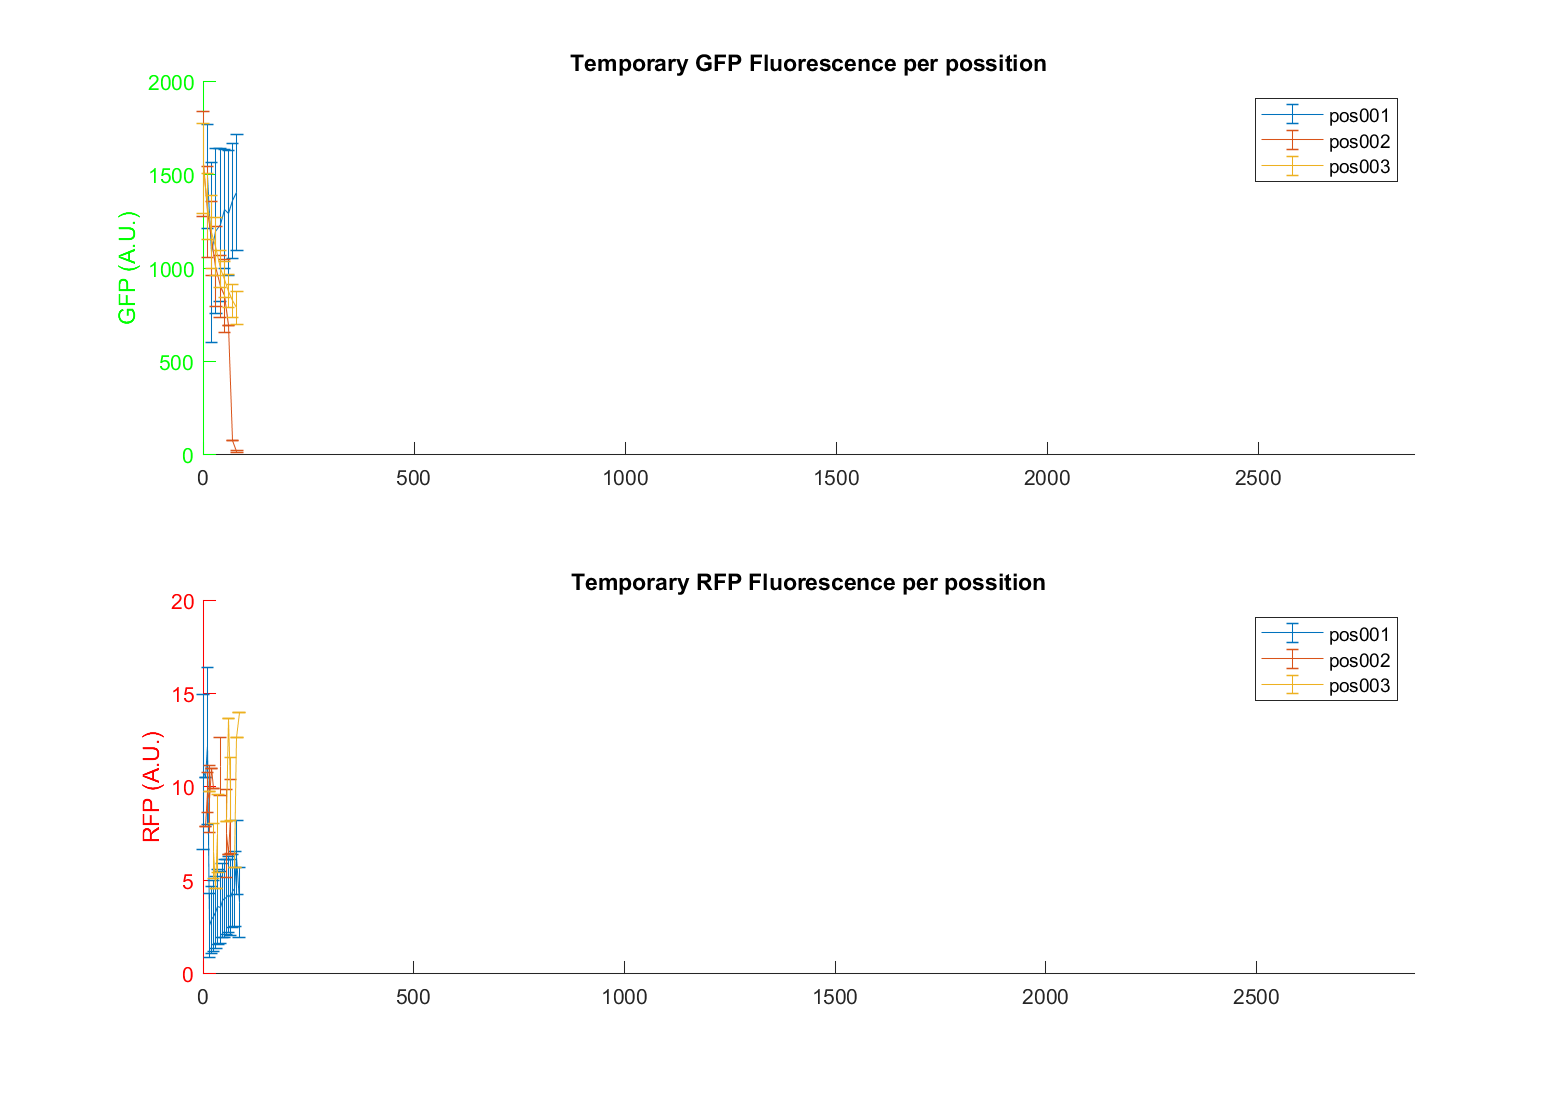 Temporary GFP Fluorescence per possition
2000
1500
1000
500
0
GFP (A.U.)
0 500 1000 1500 2000 2500
pos001
pos002
pos003
Temporary RFP Fluorescence per possition
20
15
10
5
0
RFP (A.U.)
0 500 1000 1500 2000 2500
pos001
pos002
pos003